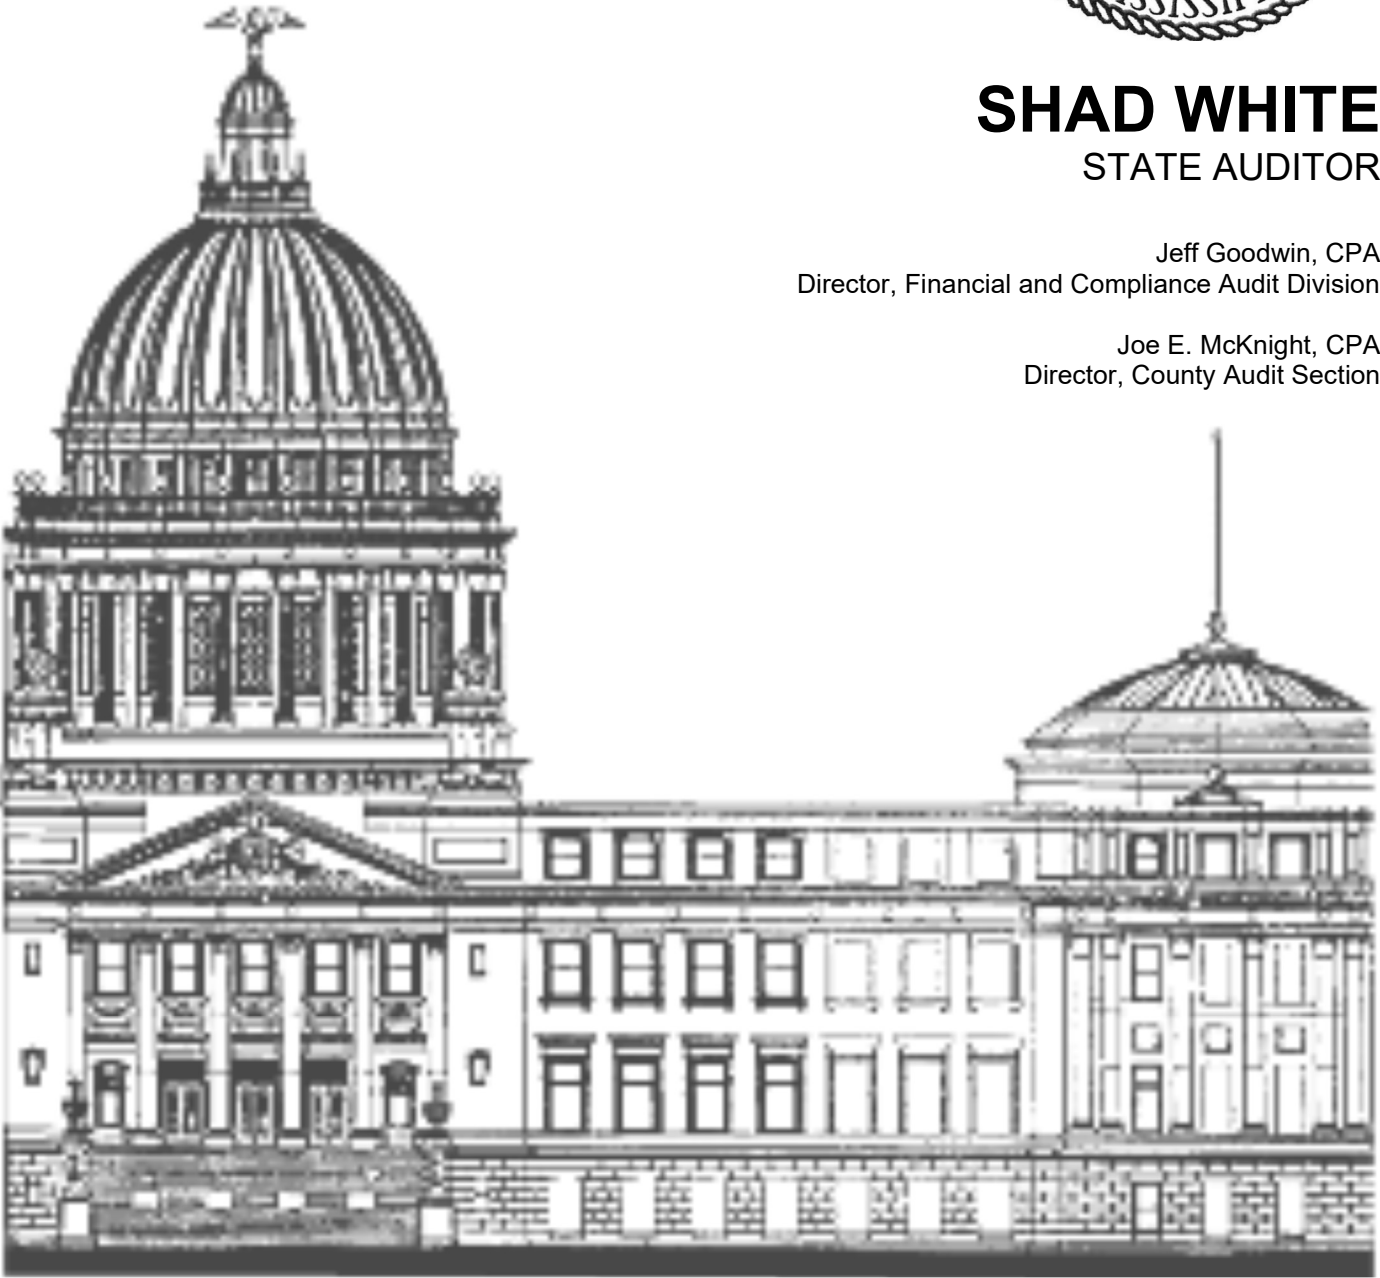 SHAD WHITE
STATE AUDITOR
Jeff Goodwin, CPA
Director, Financial and Compliance Audit Division
Joe E. McKnight, CPA
Director, County Audit Section